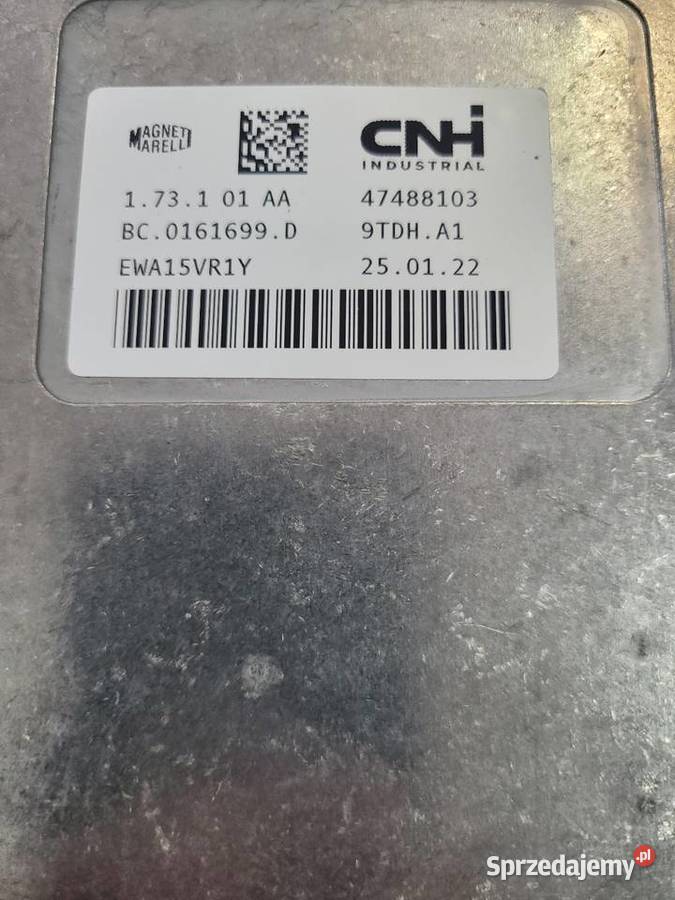 MAGNETI
MARELLI
CNH
INDUSTRIAL
1.73.1 01 AA 47488103
BC.0161699.D 9TDH.A1
EWA15VR1Y 25.01.22
Sprzedajemy.pl